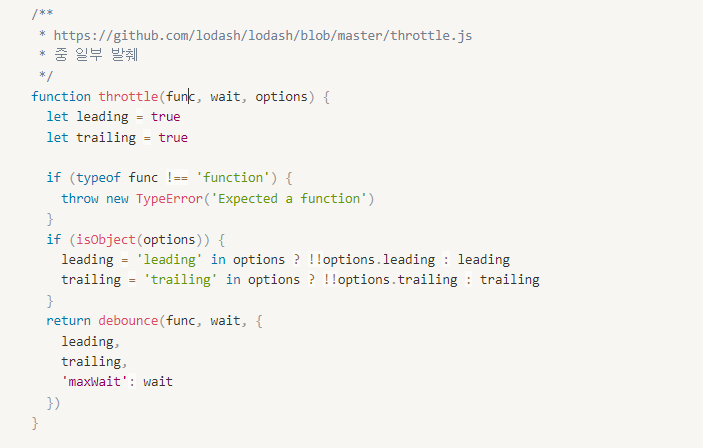 /**
 * https://github.com/lodash/lodash/blob/master/throttle.js
 * 중 일부 발췌
 */
function throttle(func, wait, options) {
  let leading = true
  let trailing = true

  if (typeof func !== 'function') {
    throw new TypeError('Expected a function')
  }
  if (isObject(options)) {
    leading = 'leading' in options ? !!options.leading : leading
    trailing = 'trailing' in options ? !!options.trailing : trailing
  }
  return debounce(func, wait, {
    leading,
    trailing,
    'maxWait': wait
  })
}